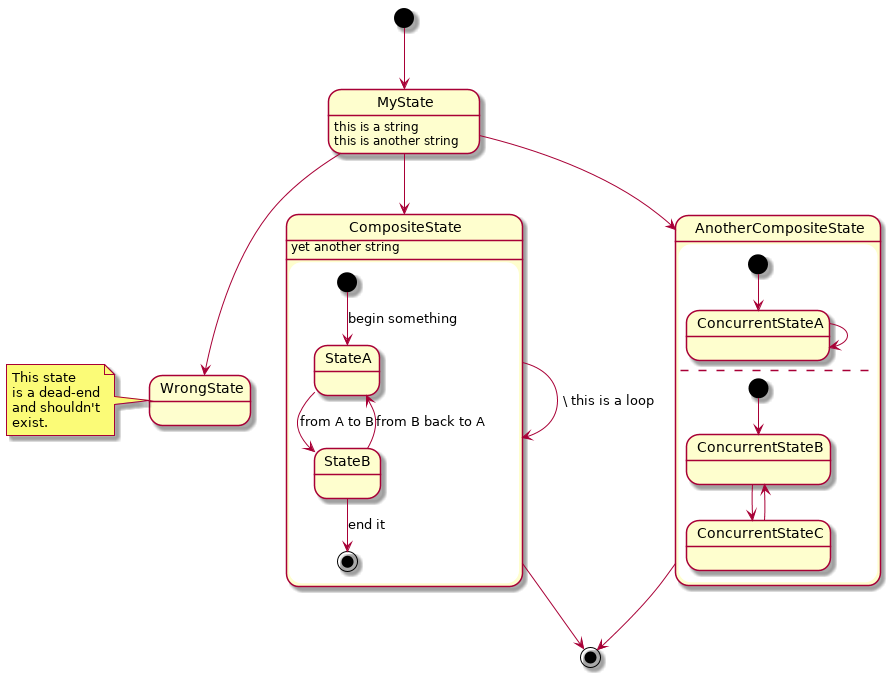 MyState
this is a string
this is another string
CompositeState
yet another string
begin something
StateA
from A to B
from B back to A
StateB
end it
\ this is a loop
AnotherCompositeState
ConcurrentStateA
ConcurrentStateB
ConcurrentStateC
WrongState
This state
is a dead-end
and shouldn't
exist.